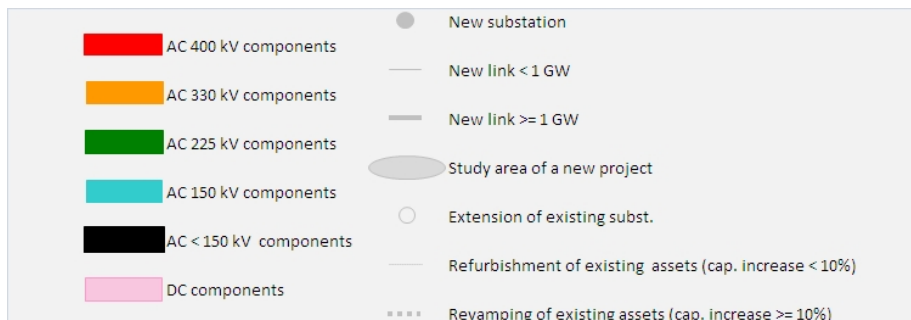 AC 400 kV components
AC 330 kV components
AC 225 kV components
AC 150 kV components
AC < 150 kV components
DC components
New substation
New link < 1 GW
New link >= 1 GW
Study area of a new project
Extension of existing subst.
Refurbishment of existing assets (cap. increase < 10%)
Revamping of existing assets (cap. increase >= 10%)